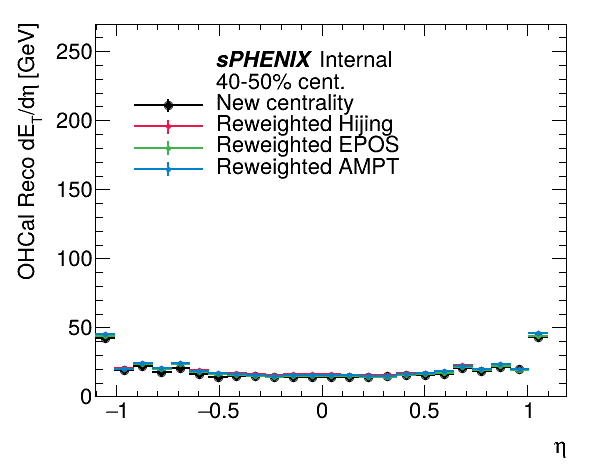 OHCal Reco dE_T/dη [GeV]
250
200
150
100
50
0
sPHENIX Internal
40-50% cent.
New centrality
Reweighted Hijing
Reweighted EPOS
Reweighted AMPT
−1 −0.5 0 0.5 1
η